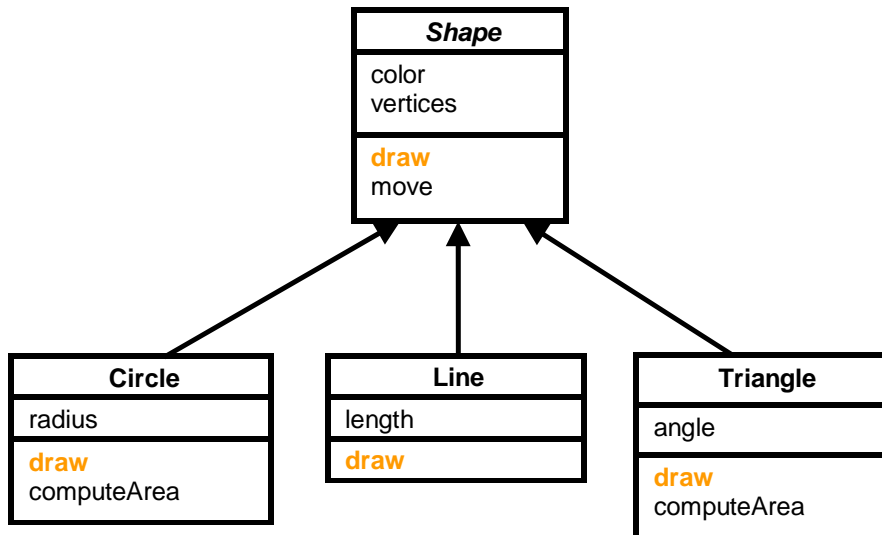 Shape
color
vertices
draw
move
Circle
radius
draw
computeArea
Line
length
draw
Triangle
angle
draw
computeArea